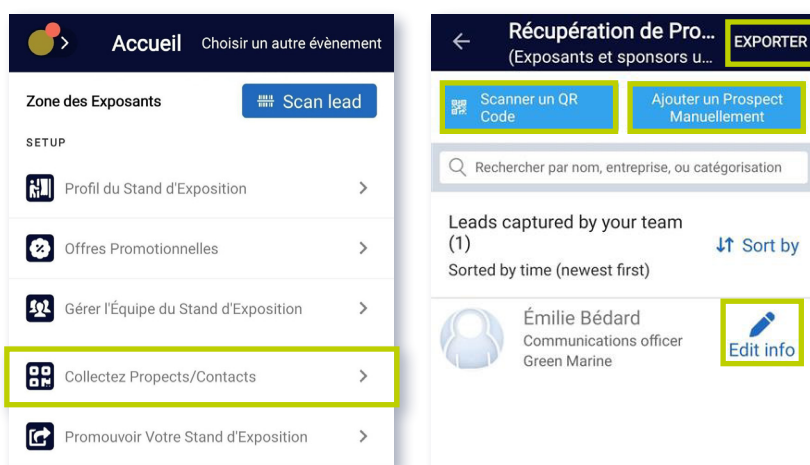 Accueil
Choisir un autre évènement
Zone des Exposants
Scan lead
SETUP
Profil du Stand d'Exposition
Offres Promotionnelles
Gérer l'Équipe du Stand d'Exposition
Collectez Propects/Contacts
Promouvoir Votre Stand d'Exposition
Récupération de Pro...
(Exposants et sponsors u...
EXPORTER
Scanner un QR
Code
Ajouter un Prospect
Manuellement
Rechercher par nom, entreprise, ou catégorisation
Leads captured by your team
(1)
Sort by
Sorted by time (newest first)
Émilie Bédard
Communications officer
Green Marine
Edit info